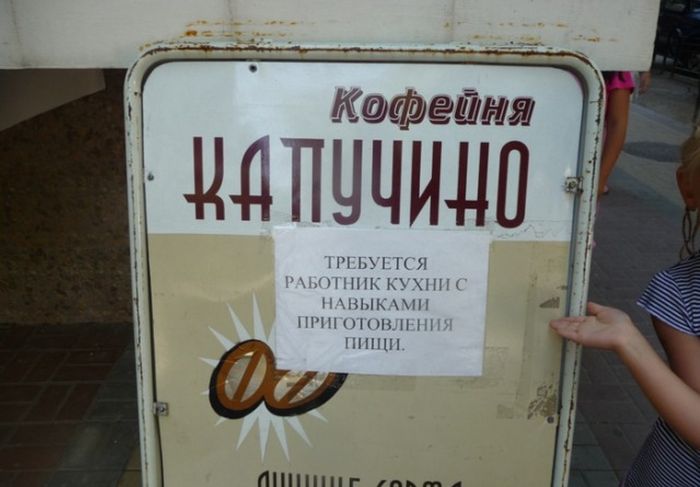 Кофейня
КАПУЧИНО
ТРЕБУЕТСЯ
РАБОТНИК КУХНИ С
НАВЫКАМИ
ПРИГОТОВЛЕНИЯ
ПИЩИ.